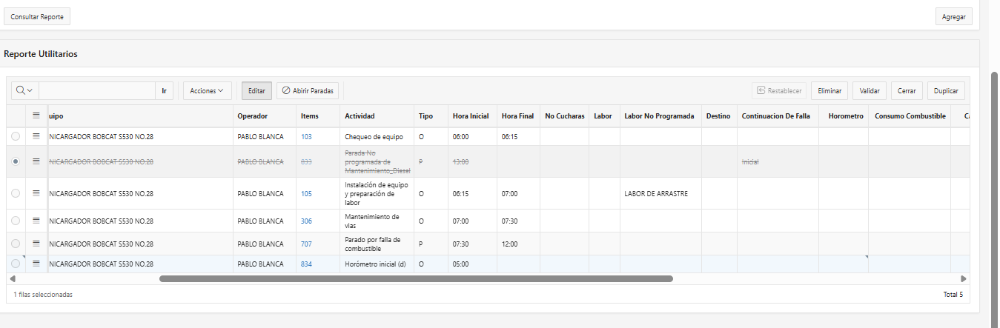 Consultar Reporte Agregar
Reporte Utilitarios
Ir Acciones Editar Abirir Paradas Restablecer Eliminar Validar Cerrar Duplicar
uipo Operador Items Actividad Tipo Hora Inicial Hora Final No Cucharas Labor Labor No Programada Destino Continuacion De Falla Horometro Consumo Combustible Ca
NICARGADOR BOBCAT S530 NO.28 PABLO BLANCA 103 Chequeo de equipo O 06:00 06:15
NICARGADOR BOBCAT S530 NO.28 PABLO BLANCA 833 Parada No programada de Mantenimiento_Diesel P 13:00 Inicial
NICARGADOR BOBCAT S530 NO.28 PABLO BLANCA 105 Instalación de equipo y preparación de labor O 06:15 07:00 LABOR DE ARRASTRE
NICARGADOR BOBCAT S530 NO.28 PABLO BLANCA 306 Mantenimiento de vias O 07:00 07:30
NICARGADOR BOBCAT S530 NO.28 PABLO BLANCA 707 Parado por falla de combustible P 07:30 12:00
NICARGADOR BOBCAT S530 NO.28 PABLO BLANCA 834 Horómetro inicial (d) O 05:00
1 filas seleccionadas Total 5